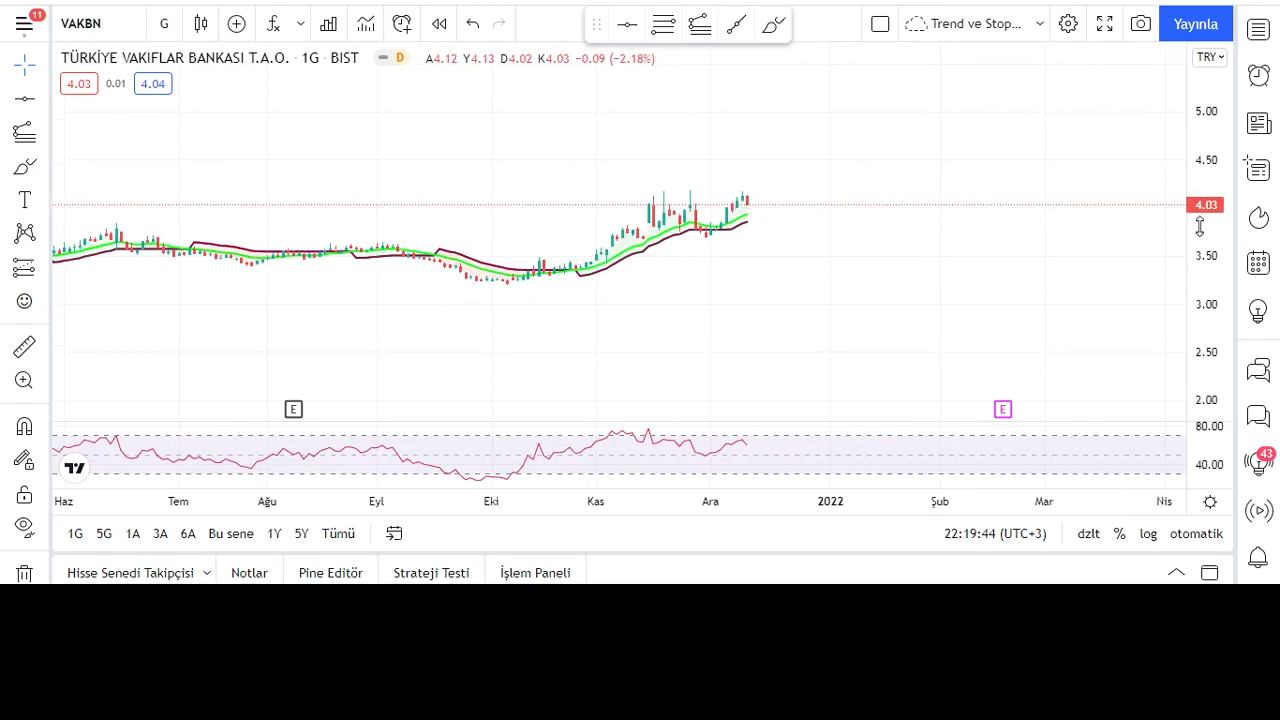 11
VAKBN G Trend ve Stop... Yayınla
TÜRKİYE VAKIFLAR BANKASI T.A.O. · 1G · BIST D A4.12 Y4.13 D4.02 K4.03 −0.09 (−2.18%) TRY
4.03 0.01 4.04
5.00
4.50
4.03
3.50
3.00
2.50
2.00
E E
80.00
43
40.00
Haz Tem Ağu Eyl Eki Kas Ara 2022 Şub Mar Nis
1G 5G 1A 3A 6A Bu sene 1Y 5Y Tümü 22:19:44 (UTC+3) dzlt % log otomatik
Hisse Senedi Takipçisi Notlar Pine Editör Strateji Testi İşlem Paneli